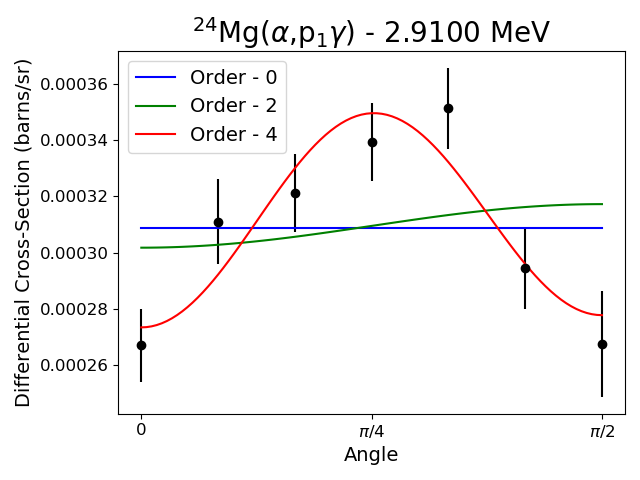 ²⁴Mg(α,p₁γ) - 2.9100 MeV
Order - 0
Order - 2
Order - 4
Differential Cross-Section (barns/sr)
0.00036
0.00034
0.00032
0.00030
0.00028
0.00026
0
π/4
π/2
Angle